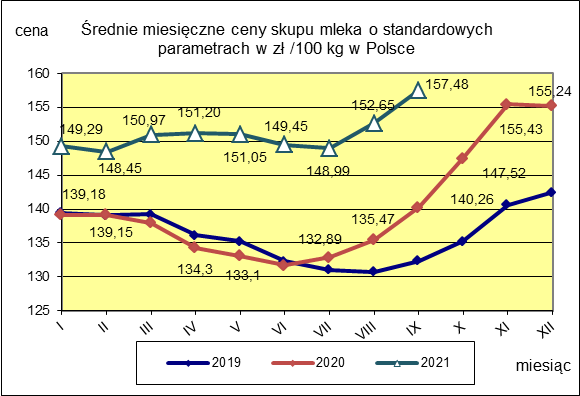 cena
Średnie miesięczne ceny skupu mleka o standardowych
parametrach w zł /100 kg w Polsce
160
155
150
145
140
135
130
125
149,29
148,45
150,97
151,20
151,05
149,45
148,99
152,65
157,48
139,18
139,15
134,3
133,1
132,89
135,47
140,26
147,52
155,43
155,24
I
II
III
IV
V
VI
VII
VIII
IX
X
XI
XII
2019
2020
2021
miesiąc